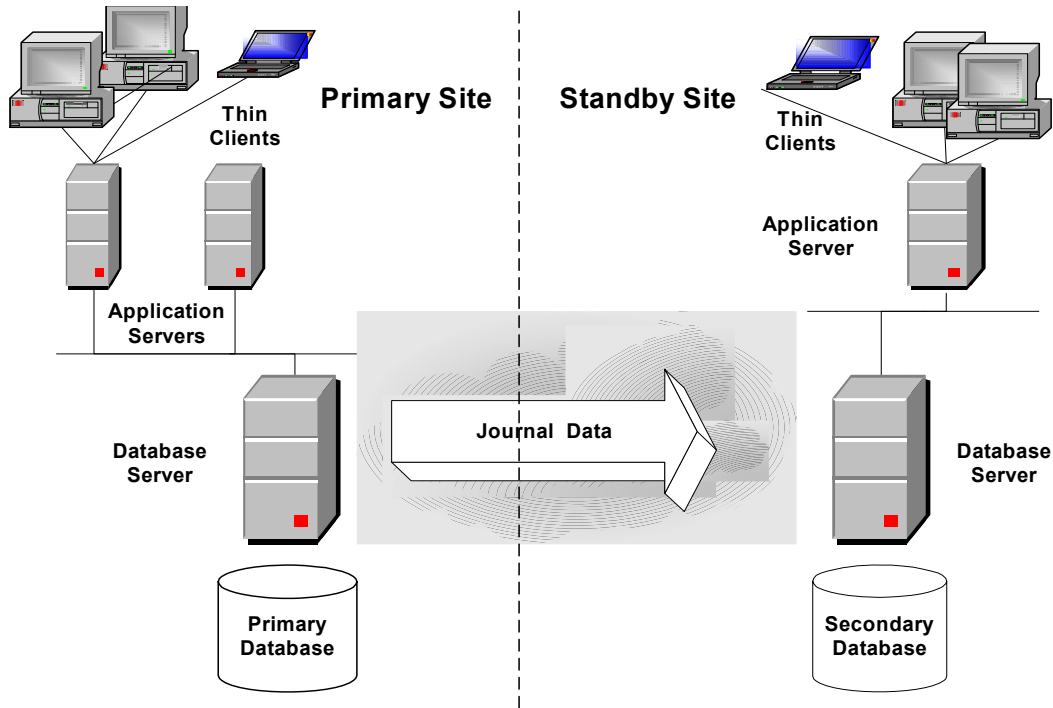 Primary Site
Standby Site
Thin
Clients
Thin
Clients
Application
Server
Application
Servers
Journal Data
Database
Server
Database
Server
Primary
Database
Secondary
Database